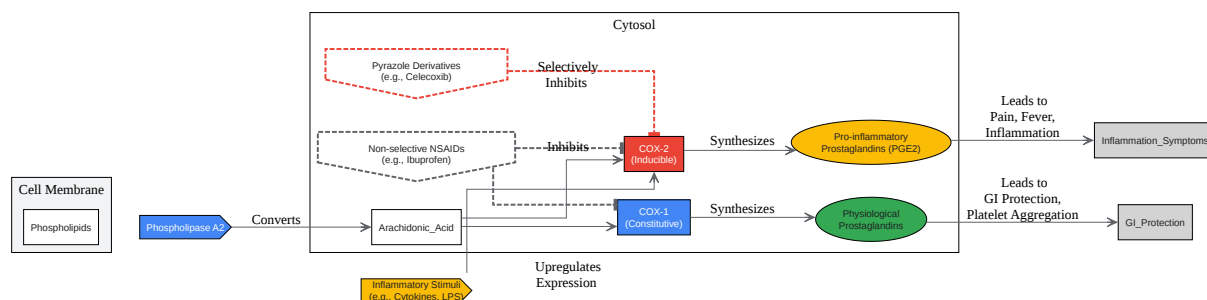 Cytosol
Pyrazole Derivatives
(e.g., Celecoxib)
Selectively
Inhibits
Non-selective NSAIDs
(e.g., Ibuprofen)
Inhibits
COX-2
(Inducible)
Synthesizes
Pro-inflammatory
Prostaglandins (PGE2)
Leads to
Pain, Fever,
Inflammation
Inflammation_Symptoms
Cell Membrane
Phospholipids
Phospholipase A2
Converts
Arachidonic_Acid
COX-1
(Constitutive)
Synthesizes
Physiological
Prostaglandins
Leads to
GI Protection,
Platelet Aggregation
GI_Protection
Upregulates
Expression
Inflammatory Stimuli
(e.g., Cytokines, LPS)